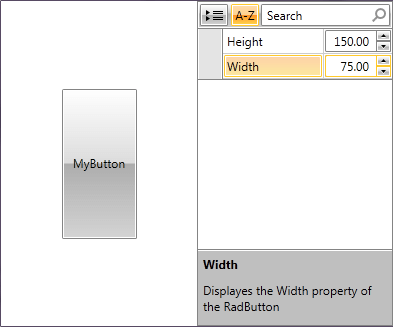 A-Z Search
Height 150.00
Width 75.00
MyButton
Width
Displayes the Width property of
the RadButton